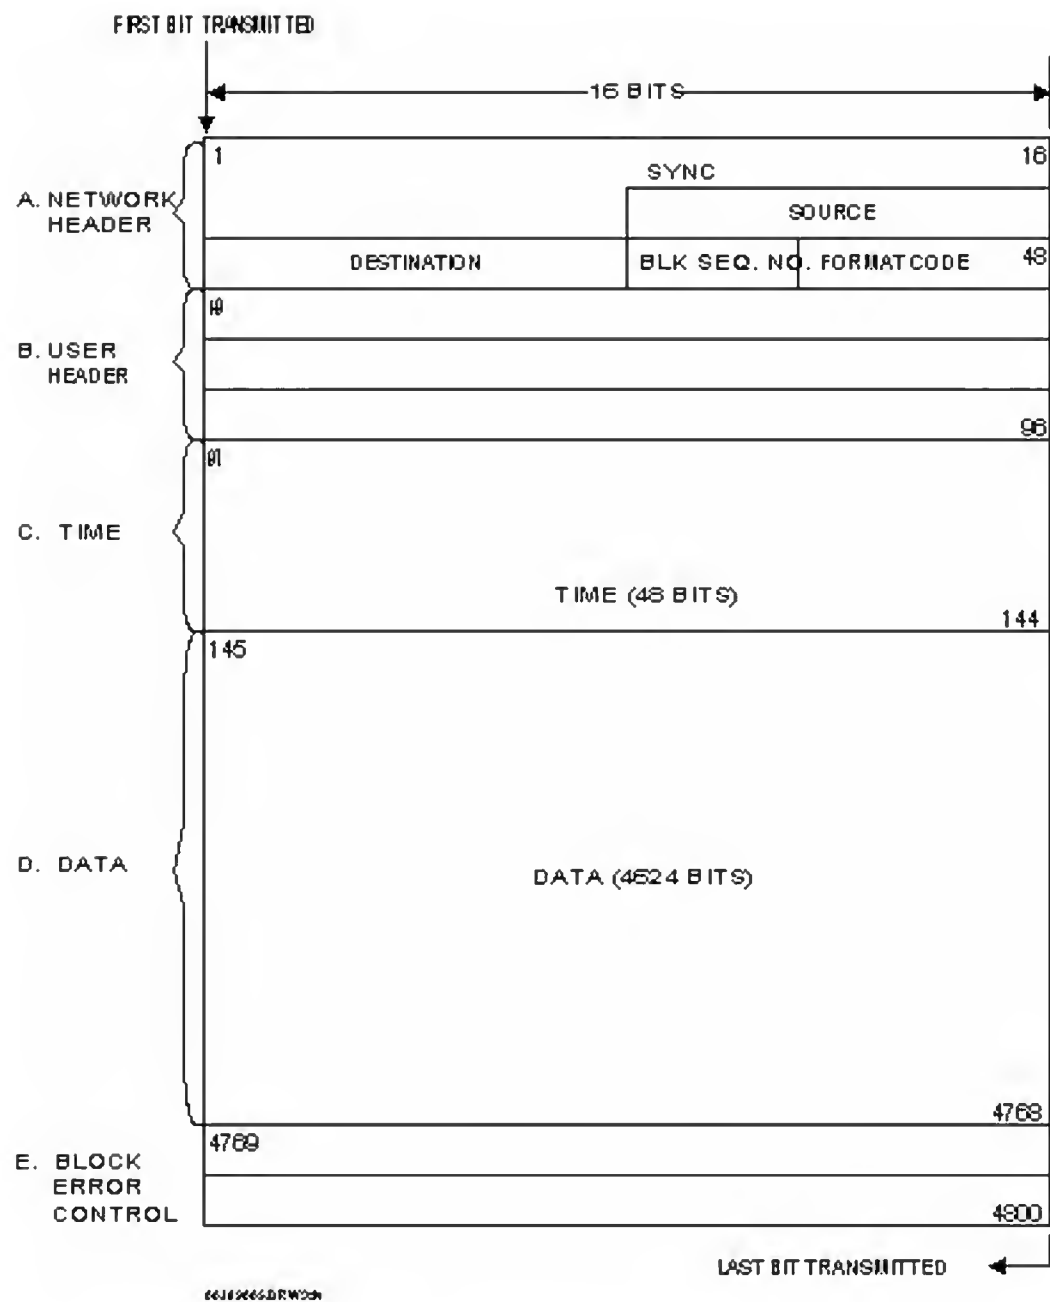 FIRST BIT TRANSMITTED
16 BITS
1
16
SYNC
A. NETWORK
HEADER
SOURCE
DESTINATION
BLK SEQ. NO.
FORMAT CODE
48
B. USER
HEADER
96
C. TIME
TIME (48 BITS)
144
145
D. DATA
DATA (4624 BITS)
4768
4769
E. BLOCK
ERROR
CONTROL
4800
LAST BIT TRANSMITTED